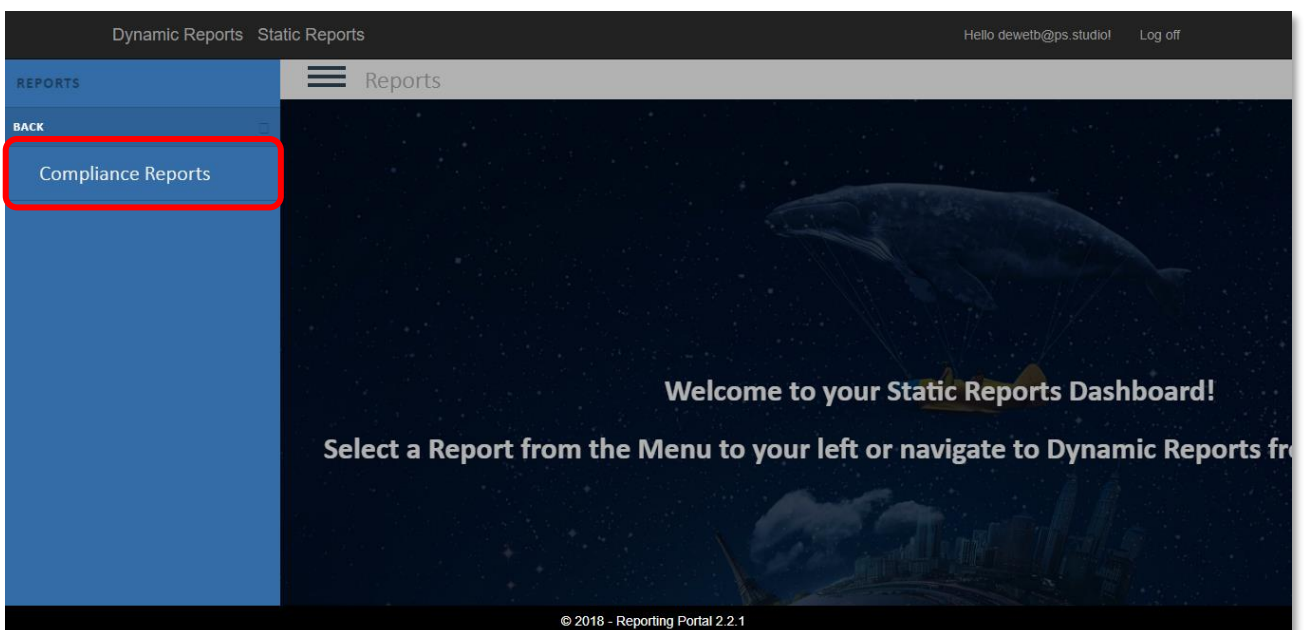 Dynamic Reports Static Reports Hello dewetb@ps.studio! Log off
REPORTS
Reports
BACK
Compliance Reports
Welcome to your Static Reports Dashboard!
Select a Report from the Menu to your left or navigate to Dynamic Reports
© 2018 - Reporting Portal 2.2.1